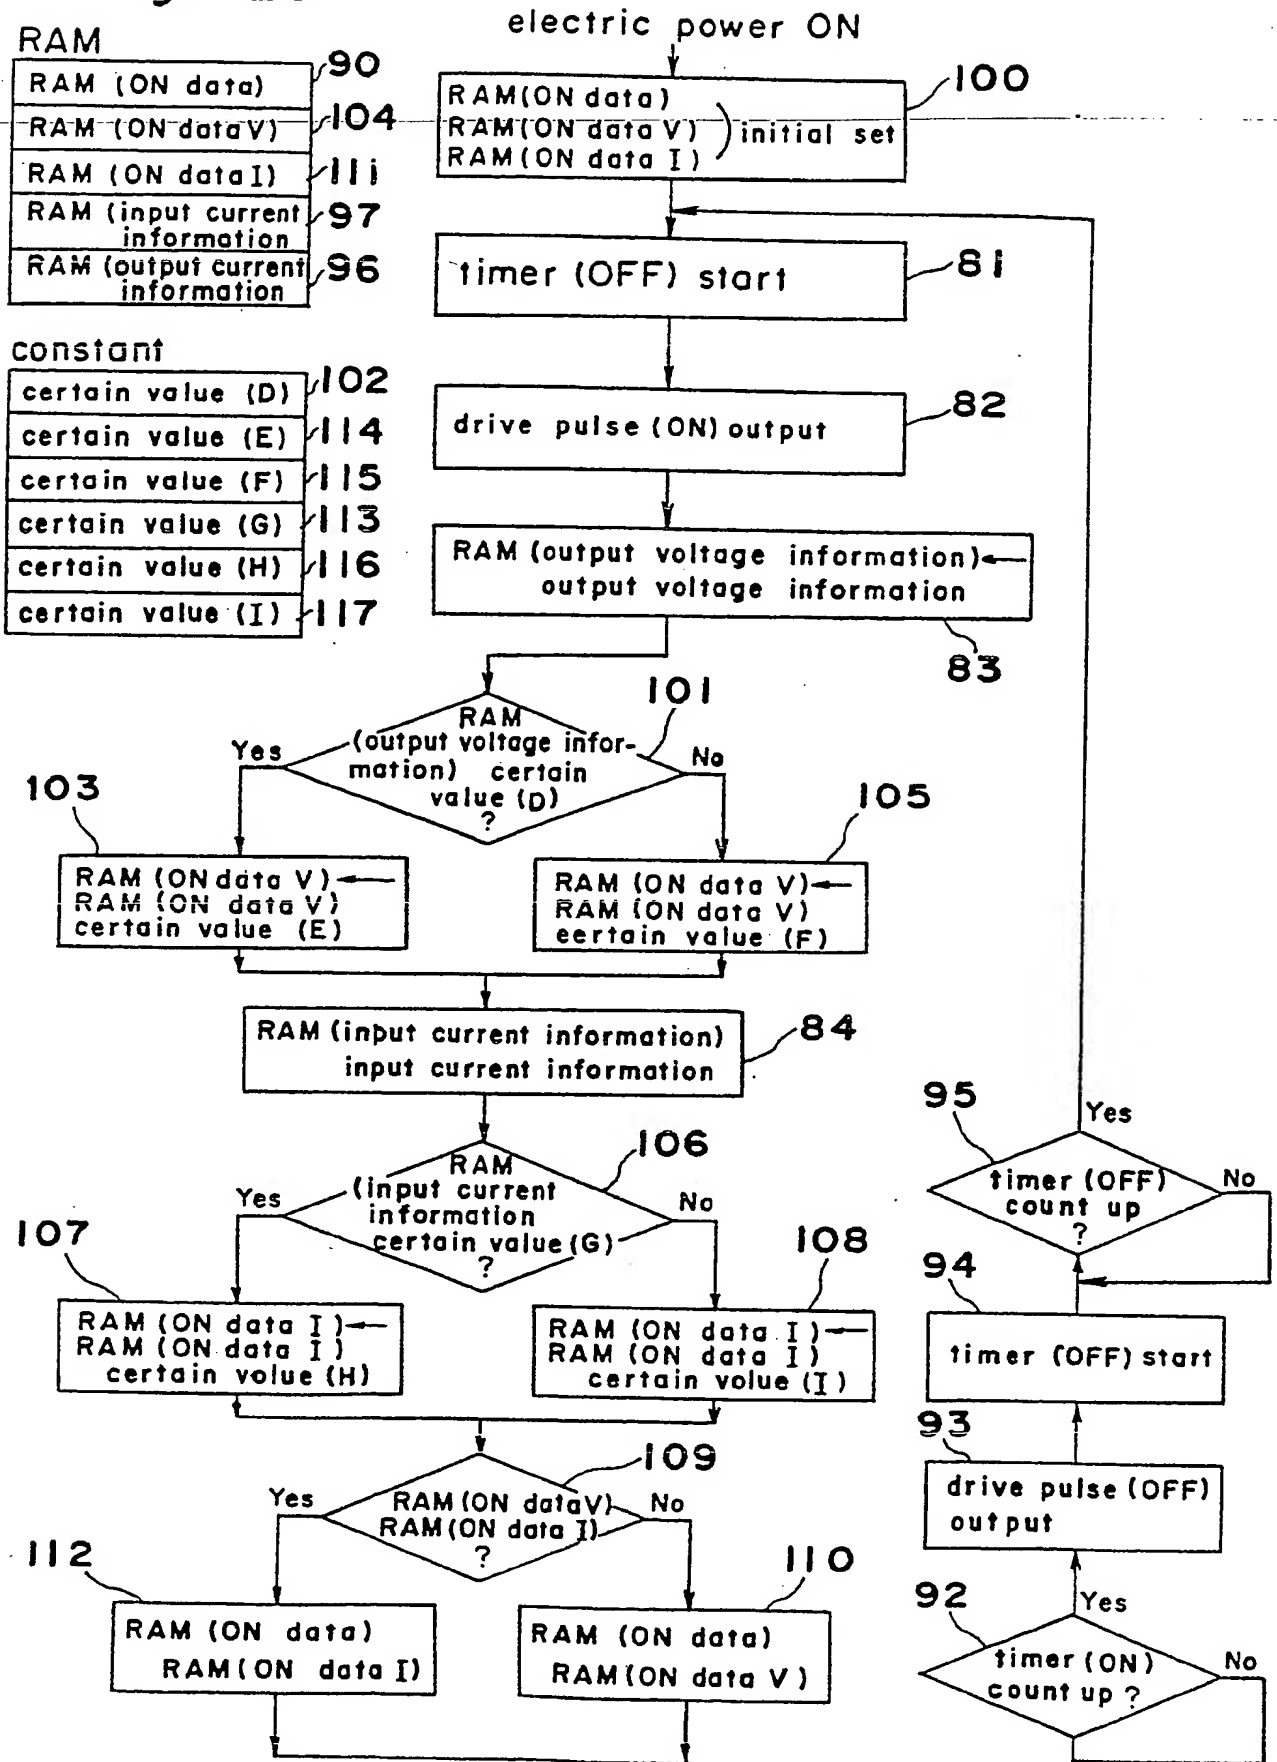 electric power ON
RAM
RAM (ON data)
90
RAM (ON data V)
104
RAM (ON data I)
111
RAM (input current
information
97
RAM (output current
information
96
constant
certain value (D)
102
certain value (E)
114
certain value (F)
115
certain value (G)
113
certain value (H)
116
certain value (I)
117
RAM(ON data)
RAM(ON data V)
RAM(ON data I)
initial set
100
timer (OFF) start
81
drive pulse (ON) output
82
RAM (output voltage information)←
output voltage information
83
RAM
(output voltage infor-
mation) certain
value (D)
?
101
Yes
No
103
RAM (ON data V)←
RAM (ON data V)
certain value (E)
105
RAM (ON data V)←
RAM (ON data V)
eertain value (F)
RAM (input current information)
input current information
84
RAM
(input current
information
certain value (G)
?
106
Yes
No
107
RAM (ON data I)←
RAM (ON data I)
certain volue (H)
108
RAM (ON data I)←
RAM (ON data I)
certain volue (I)
109
RAM (ON data V)
RAM (ON data I)
?
Yes
No
112
RAM (ON data)
RAM (ON data I)
110
RAM (ON data)
RAM (ON data V)
95
Yes
timer (OFF)
count up
?
No
94
timer (OFF) start
93
drive pulse (OFF)
output
92
Yes
timer (ON)
count up ?
No